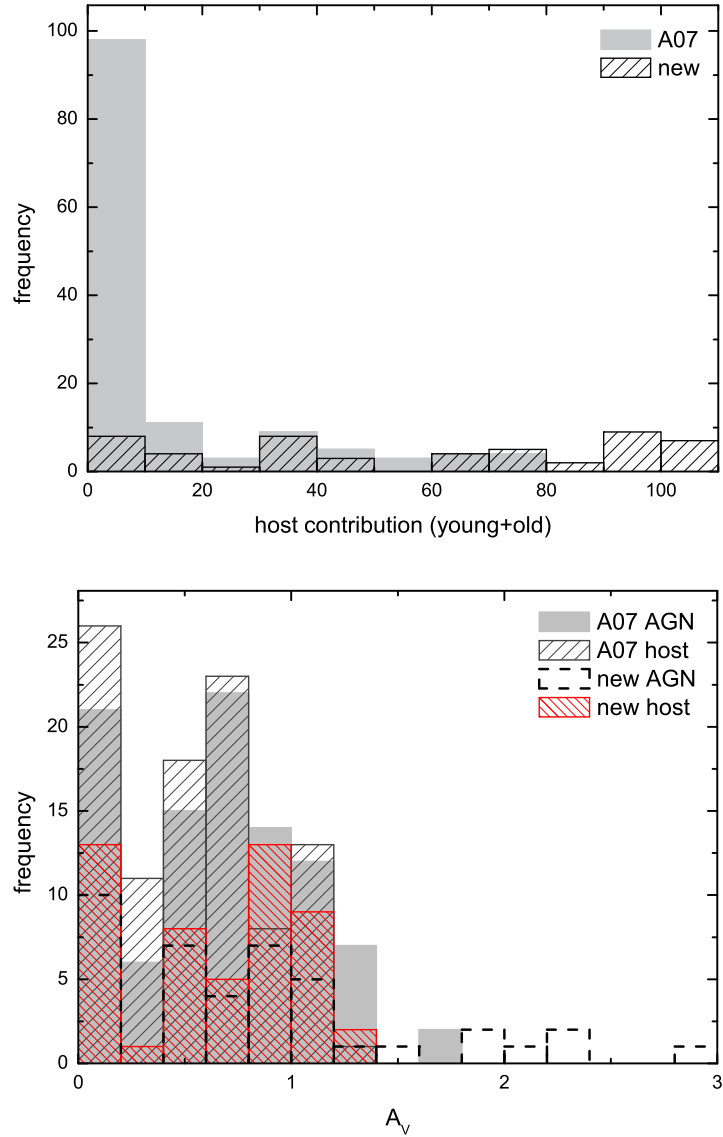 100
80
60
40
20
0
frequency
A07
new
0 20 40 60 80 100
host contribution (young+old)
25
20
15
10
5
0
frequency
A07 AGN
A07 host
new AGN
new host
0 1 2 3
A_V